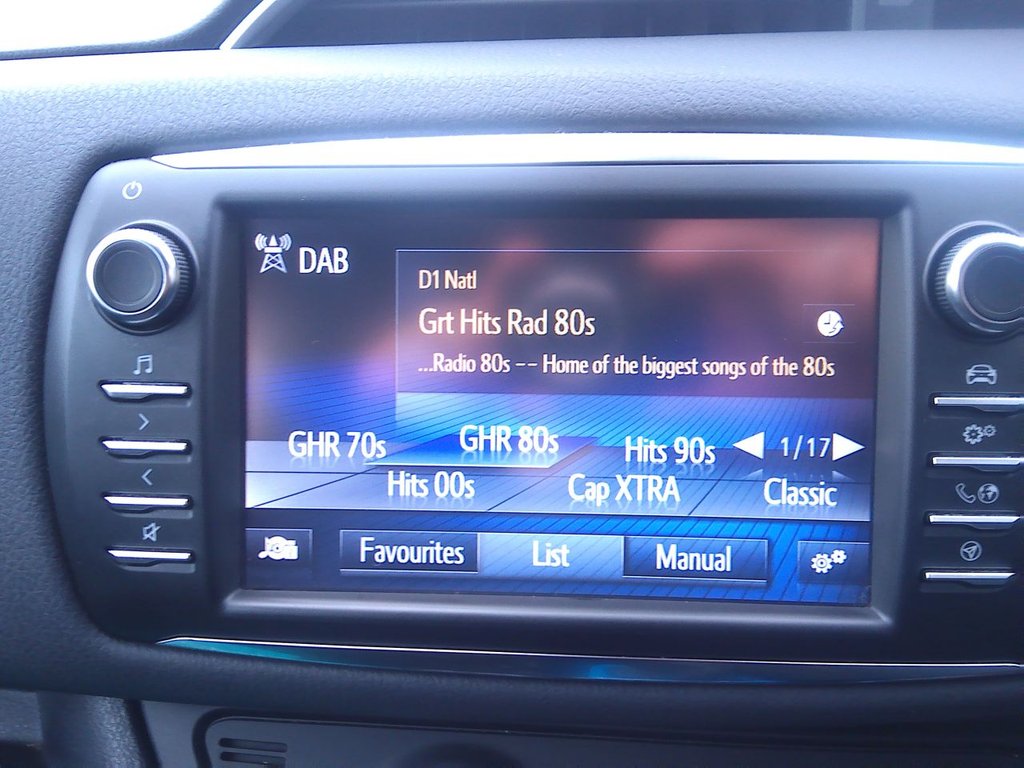 DAB
D1 Natl
Grt Hits Rad 80s
...Radio 80s -- Home of the biggest songs of the 80s
GHR 70s GHR 80s Hits 90s 1/17
Hits 00s Cap XTRA Classic
Favourites List Manual